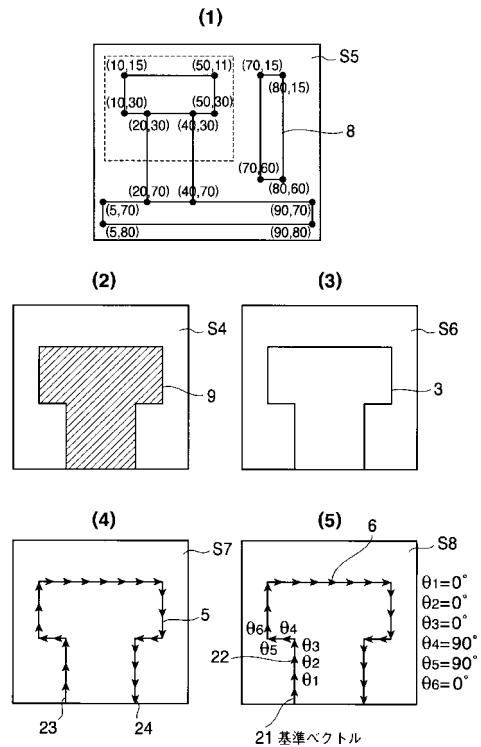 (1)
S5
(10,15)
(50,11)
(70,15)
(80,15)
(10,30)
(50,30)
(20,30)
(40,30)
8
(70,60)
(80,60)
(20,70)
(40,70)
(5,70)
(90,70)
(5,80)
(90,80)
(2)
(3)
S4
S6
9
3
(4)
(5)
S7
6
S8
5
θ1=0°
θ2=0°
θ3=0°
θ4=90°
θ5=90°
θ6=0°
θ6
θ4
θ5
θ3
22
θ2
θ1
23
24
21 基準ベクトル